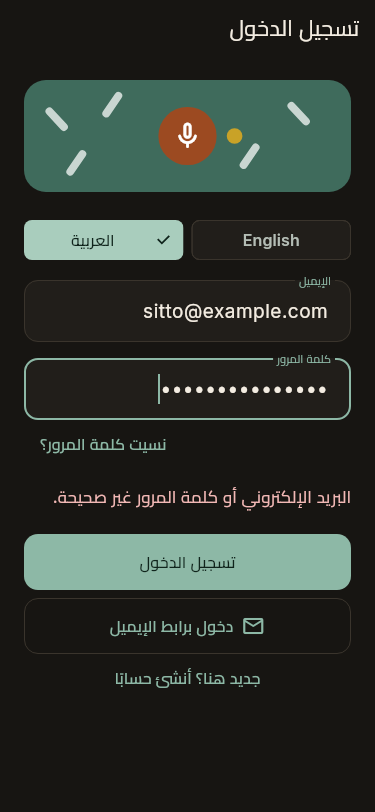 تسجيل الدخول
English
العربية
الإيميل
sitto@example.com
كلمة المرور
••••••••••••••••
نسيت كلمة المرور؟
البريد الإلكتروني أو كلمة المرور غير صحيحة.
تسجيل الدخول
دخول برابط الإيميل
جديد هنا؟ أنشئ حسابًا